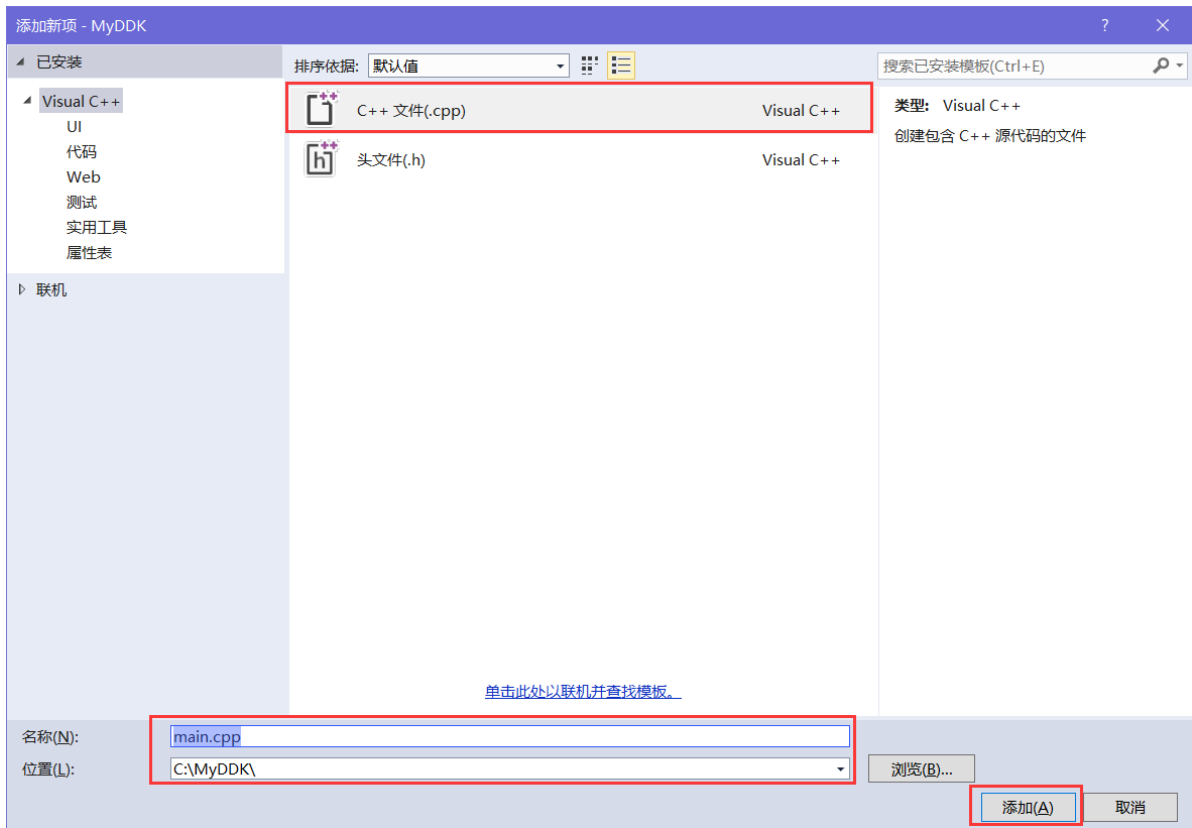 添加新项 - MyDDK
?
已安装
Visual C++
UI
代码
Web
测试
实用工具
属性表
联机
排序依据: 默认值
C++ 文件(.cpp) Visual C++
头文件(.h) Visual C++
单击此处以联机并查找模板。
搜索已安装模板(Ctrl+E)
类型: Visual C++
创建包含 C++ 源代码的文件
名称(N): main.cpp
位置(L): C:\MyDDK\
浏览(B)...
添加(A) 取消